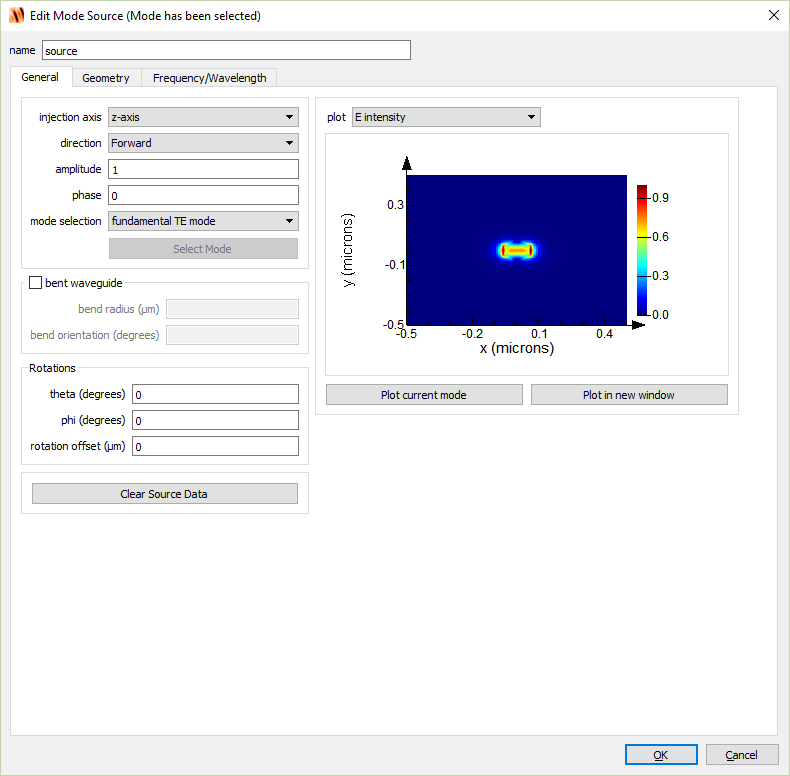 Edit Mode Source (Mode has been selected)
name source
General Geometry Frequency/Wavelength
injection axis z-axis
direction Forward
amplitude 1
phase 0
mode selection fundamental TE mode
Select Mode
bent waveguide
bend radius (µm)
bend orientation (degrees)
Rotations
theta (degrees) 0
phi (degrees) 0
rotation offset (µm) 0
Clear Source Data
plot E intensity
y (microns)
0.3
-0.1
-0.5
-0.5 -0.2 0.1 0.4
x (microns)
0.9
0.6
0.3
0.0
Plot current mode Plot in new window
OK Cancel